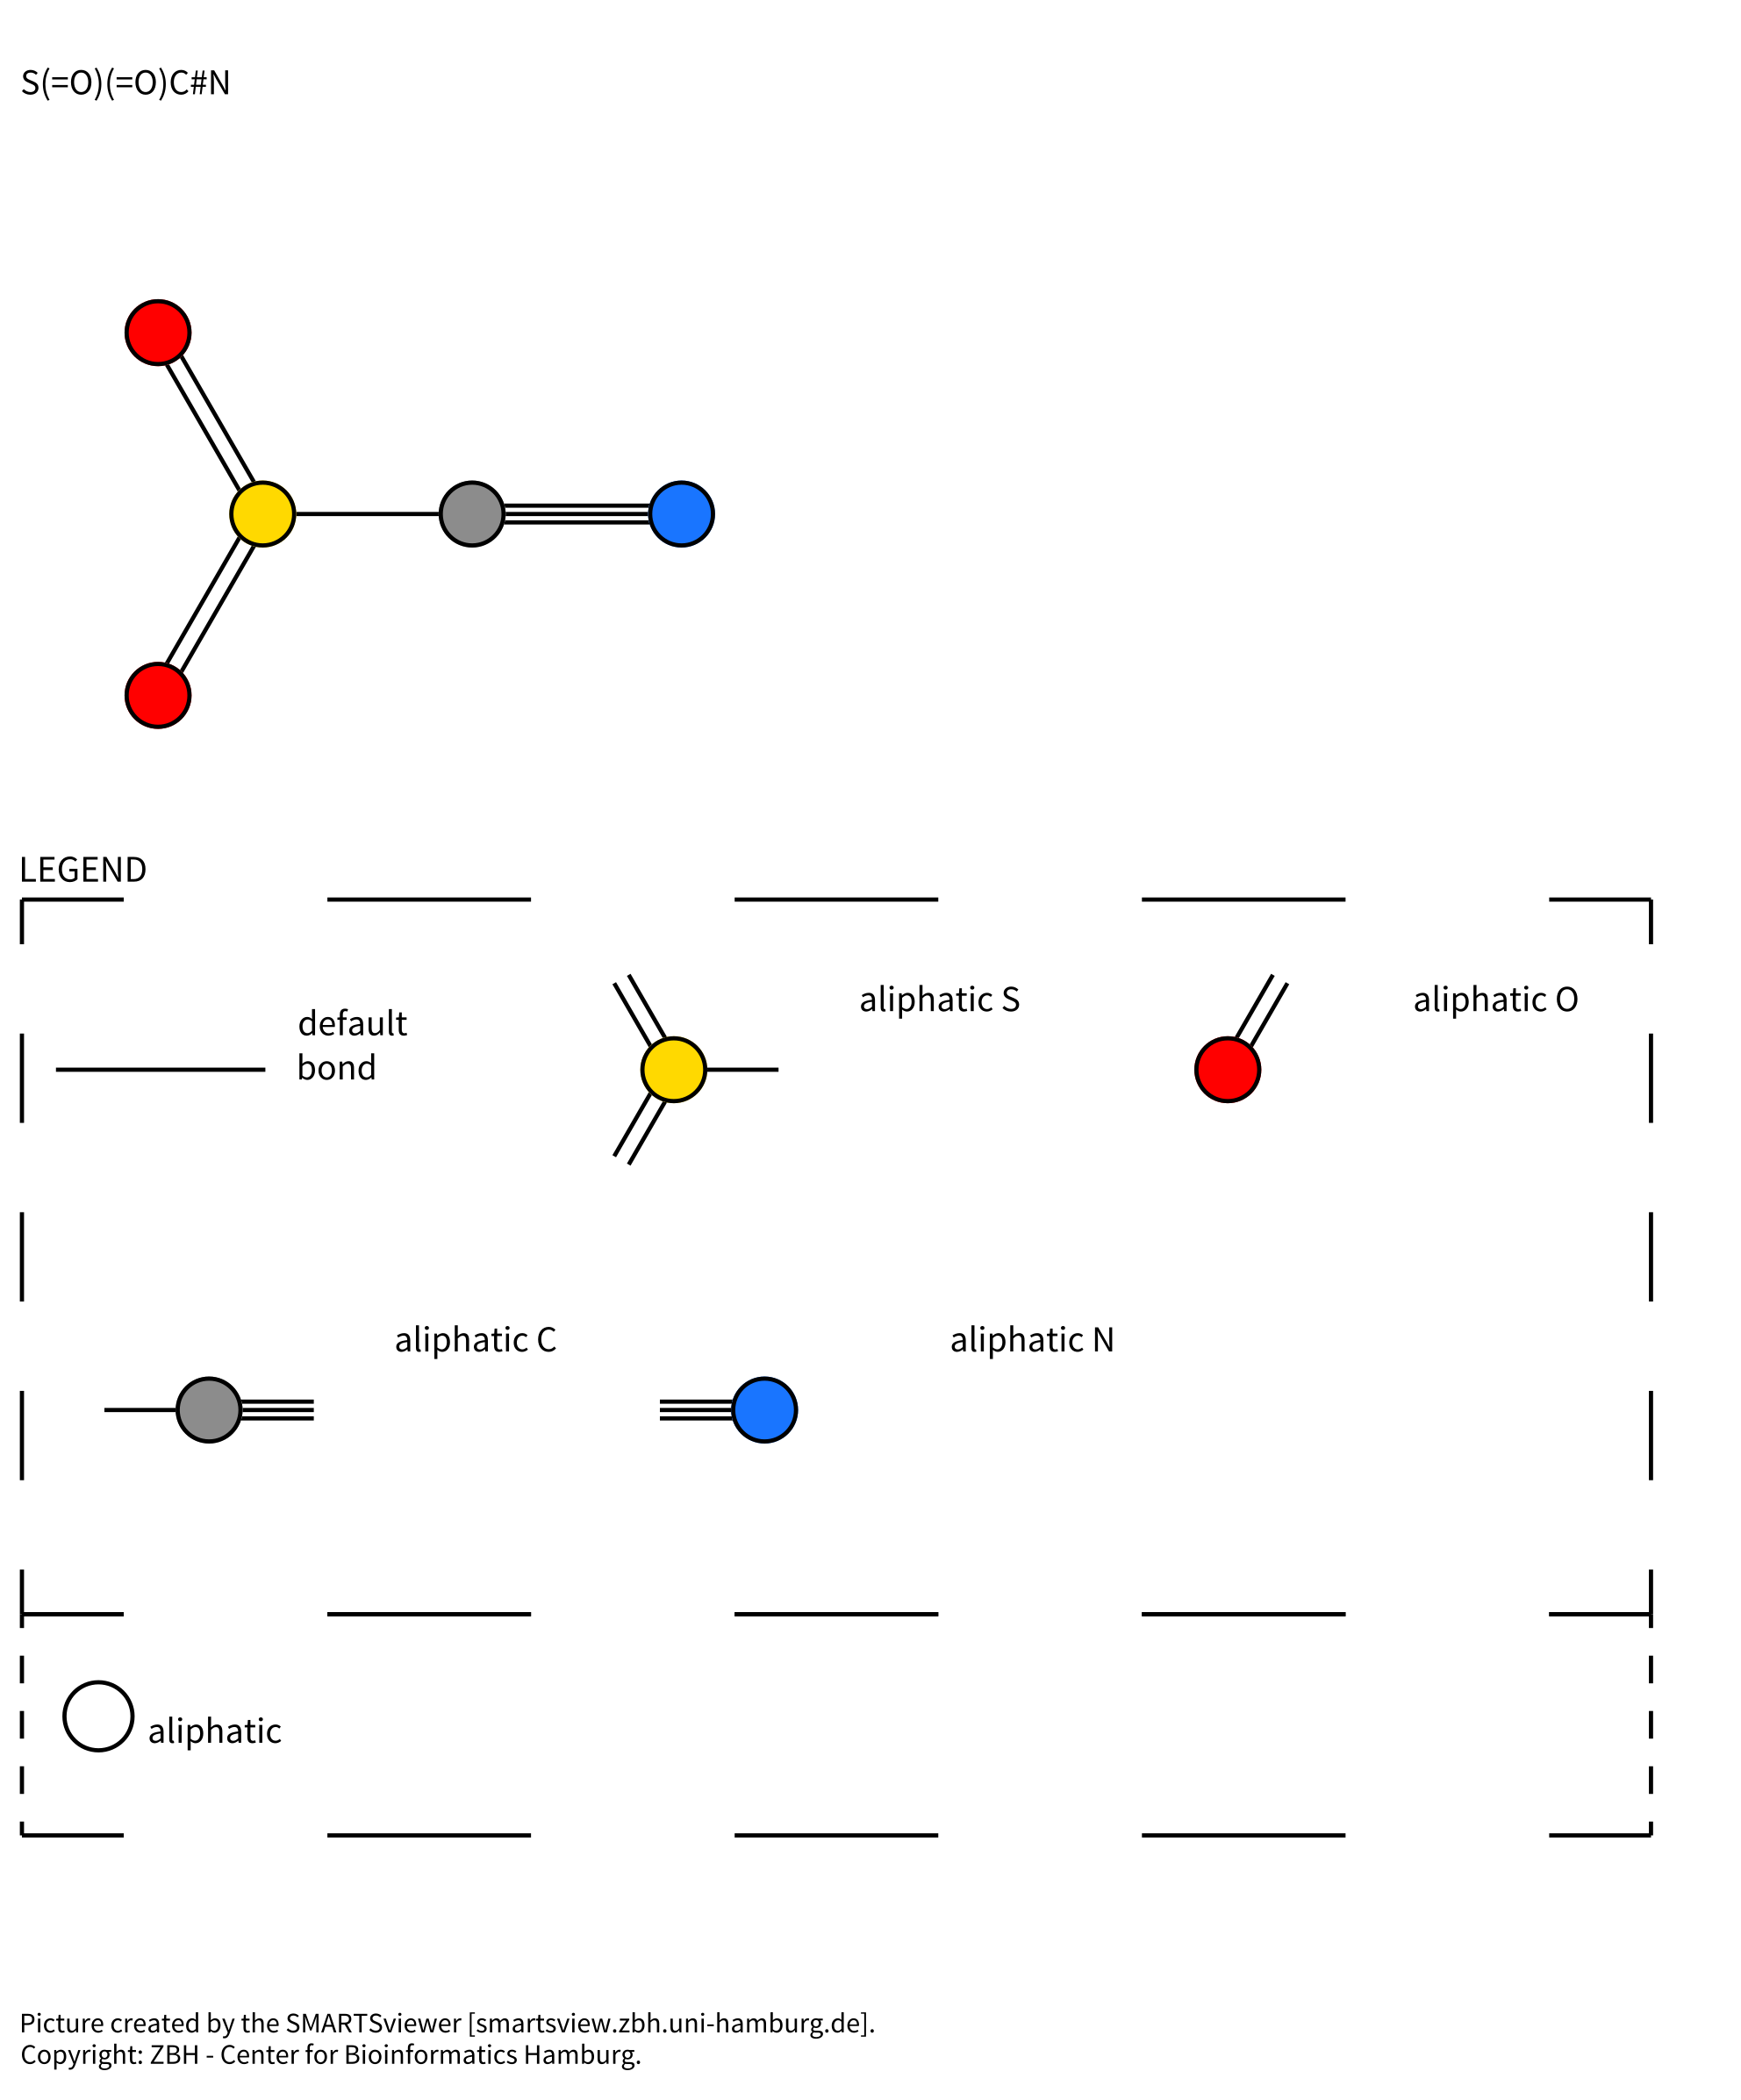 S(=O)(=O)C#N
LEGEND
default
bond
aliphatic S
aliphatic O
aliphatic C
aliphatic N
aliphatic
Picture created by the SMARTSviewer [smartsview.zbh.uni-hamburg.de].
Copyright: ZBH - Center for Bioinformatics Hamburg.